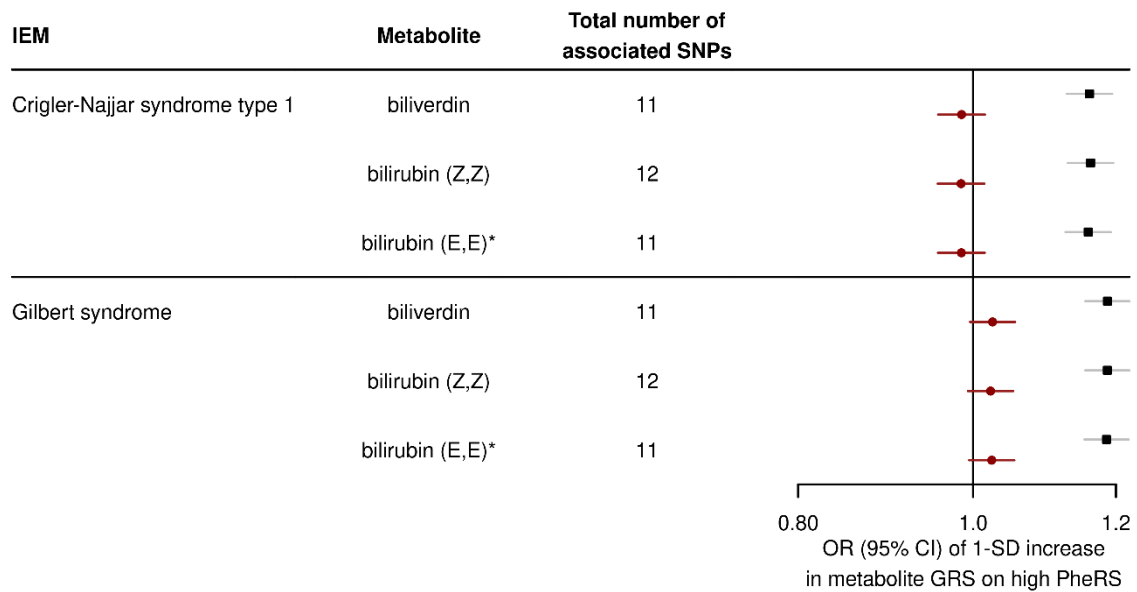 IEM Metabolite Total number of
associated SNPs
Crigler-Najjar syndrome type 1 biliverdin 11
bilirubin (Z,Z) 12
bilirubin (E,E)* 11
Gilbert syndrome biliverdin 11
bilirubin (Z,Z) 12
bilirubin (E,E)* 11
0.80 1.0 1.2
OR (95% CI) of 1-SD increase
in metabolite GRS on high PheRS